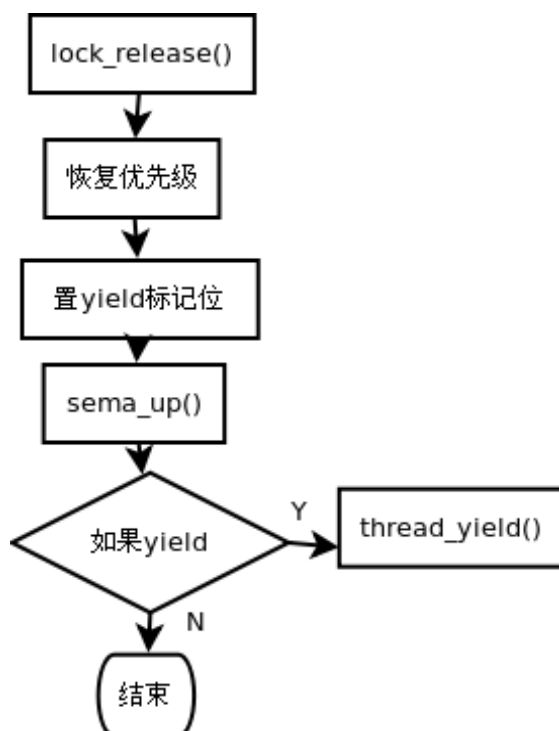 lock_release()
恢复优先级
置yield标记位
sema_up()
如果yield
Y
thread_yield()
N
结束